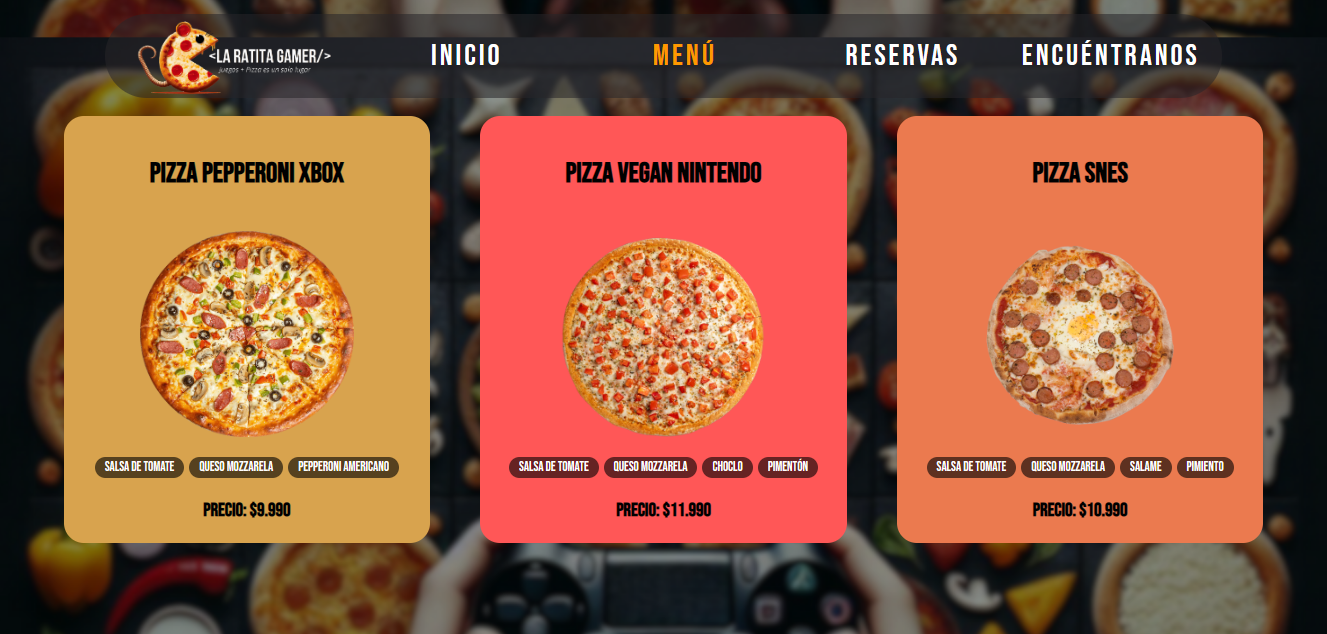 <LA RATITA GAMER/>
juegos + Pizza es un solo lugar
INICIO
MENÚ
RESERVAS
ENCUÉNTRANOS
PIZZA PEPPERONI XBOX
SALSA DE TOMATE
QUESO MOZZARELA
PEPPERONI AMERICANO
PRECIO: $9.990
PIZZA VEGAN NINTENDO
SALSA DE TOMATE
QUESO MOZZARELA
CHOCLO
PIMENTÓN
PRECIO: $11.990
PIZZA SNES
SALSA DE TOMATE
QUESO MOZZARELA
SALAME
PIMIENTO
PRECIO: $10.990